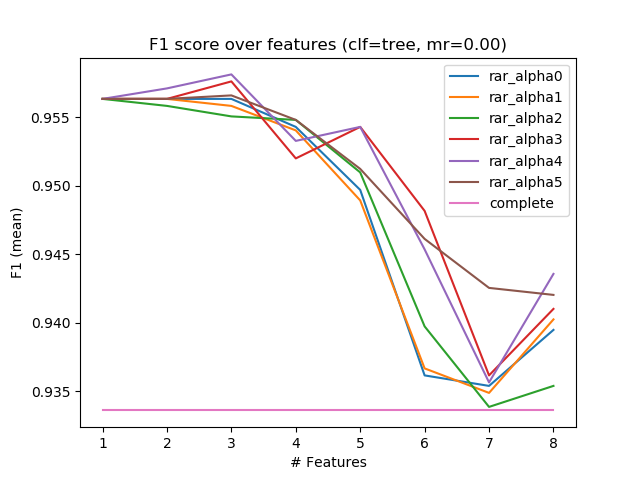 F1 score over features (clf=tree, mr=0.00)
rar_alpha0
rar_alpha1
rar_alpha2
rar_alpha3
rar_alpha4
rar_alpha5
complete
F1 (mean)
0.955
0.950
0.945
0.940
0.935
1 2 3 4 5 6 7 8
# Features